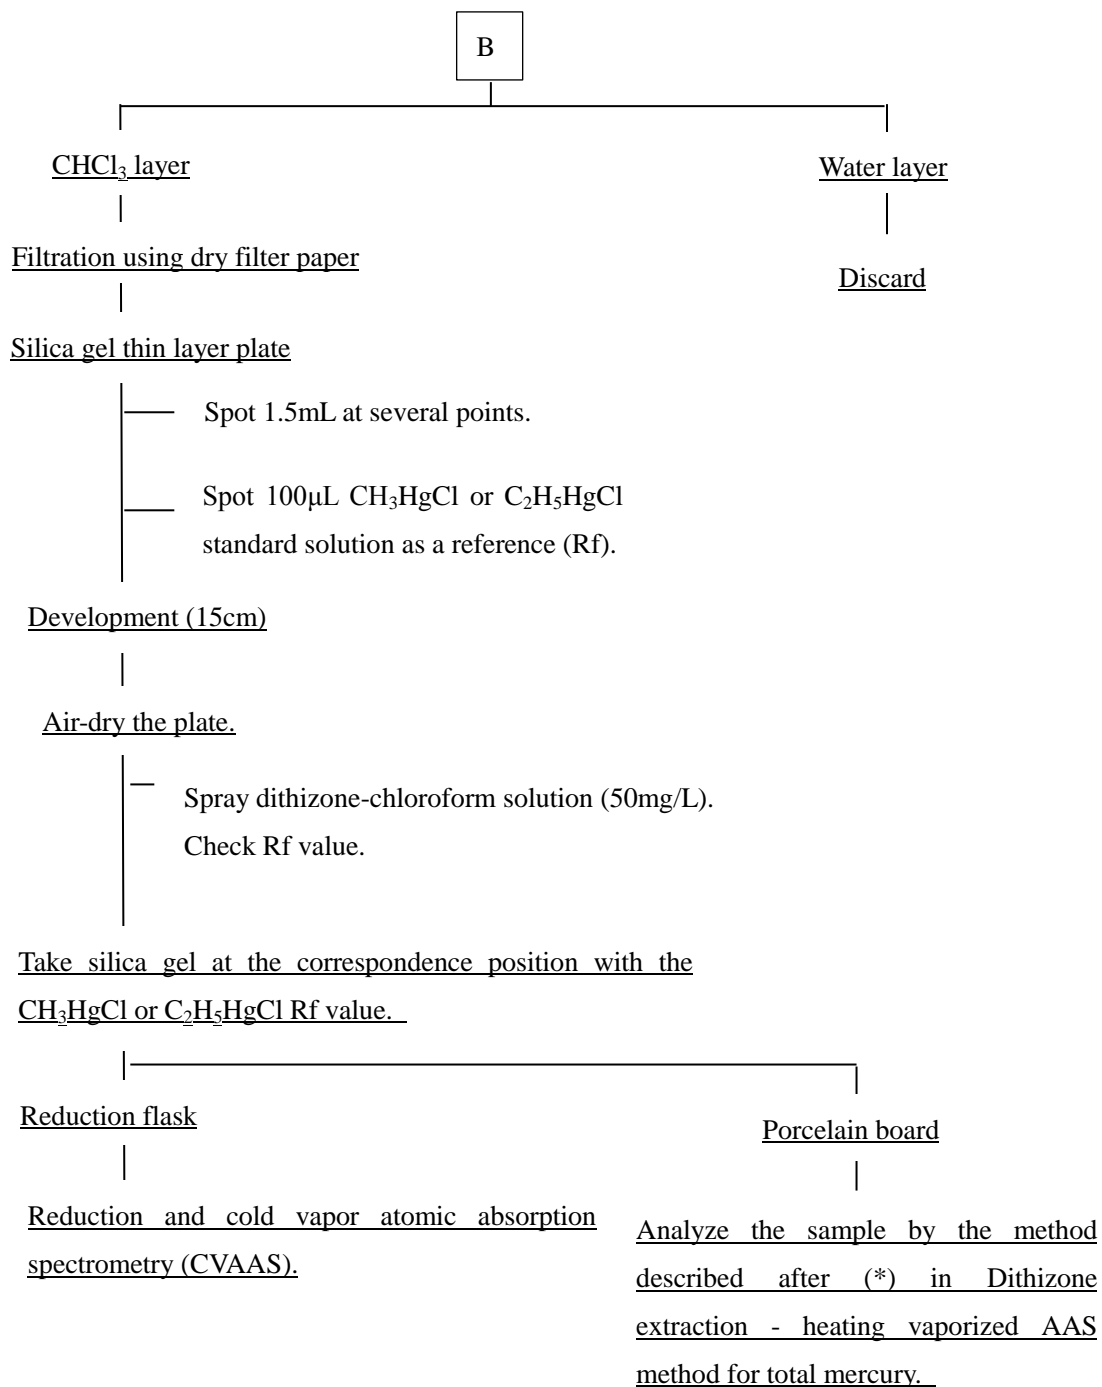 B
CHCl₃ layer
Water layer
Filtration using dry filter paper
Discard
Silica gel thin layer plate
Spot 1.5mL at several points.
Spot 100μL CH₃HgCl or C₂H₅HgCl
standard solution as a reference (Rf).
Development (15cm)
Air-dry the plate.
Spray dithizone-chloroform solution (50mg/L).
Check Rf value.
Take silica gel at the correspondence position with the
CH₃HgCl or C₂H₅HgCl Rf value.
Reduction flask
Porcelain board
Reduction and cold vapor atomic absorption
spectrometry (CVAAS).
Analyze the sample by the method
described after (*) in Dithizone
extraction - heating vaporized AAS
method for total mercury.